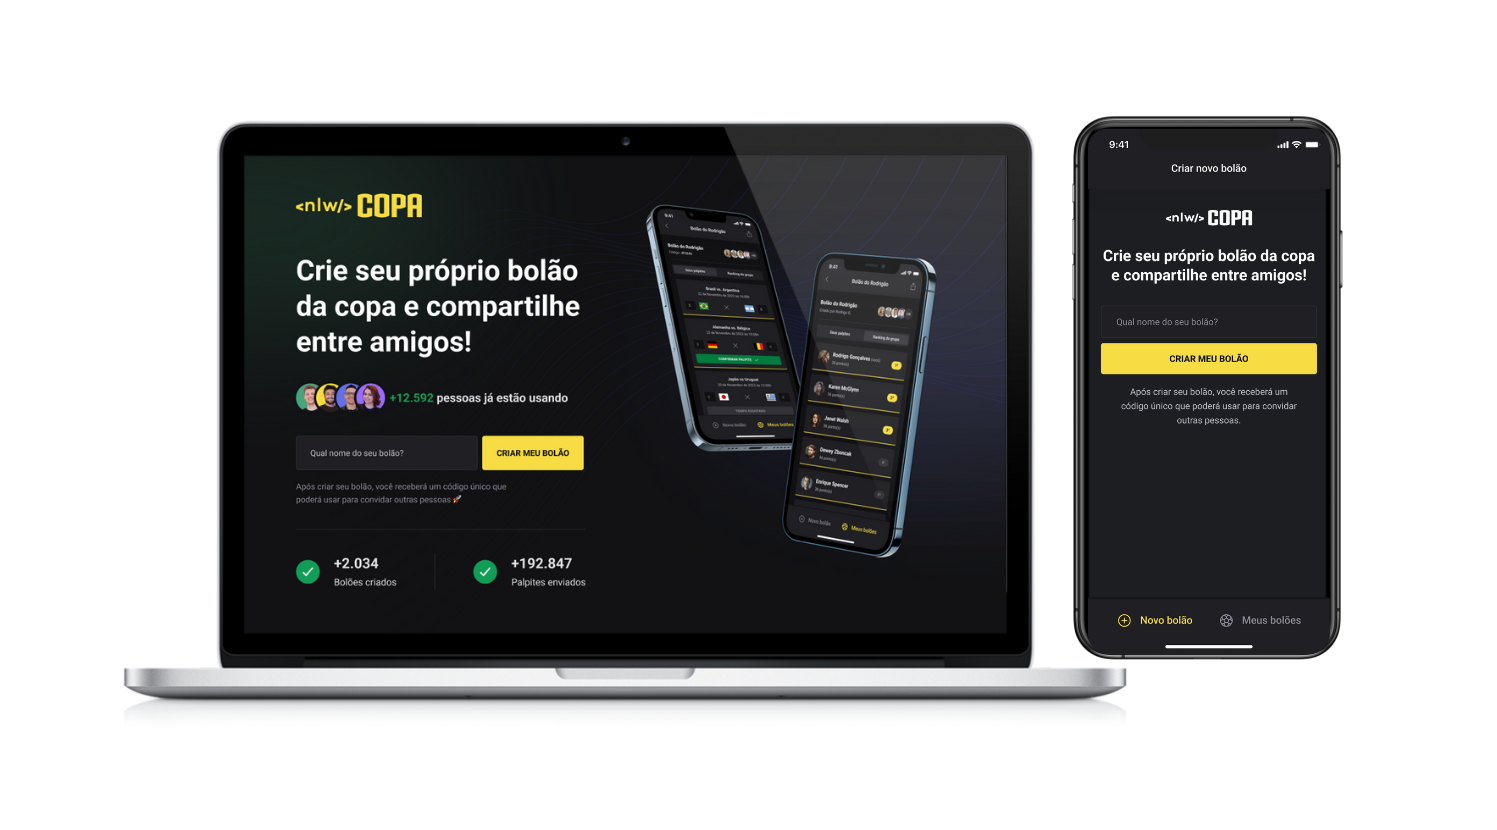 <nlw/> COPA
Crie seu próprio bolão
da copa e compartilhe
entre amigos!
+12.592 pessoas já estão usando
Qual nome do seu bolão?
CRIAR MEU BOLÃO
Após criar seu bolão, você receberá um código único que
poderá usar para convidar outras pessoas 🚀
+2.034
Bolões criados
+192.847
Palpites enviados
9:41
Bolão do Rodrigão
Bolão do Rodrigão
Seus palpites
Ranking do grupo
Brasil vs. Argentina
Alemanha vs. Bélgica
CONFIRMAR PALPITE
Japão vs Uruguai
Novo bolão
Meus bolões
9:41
Bolão do Rodrigão
Bolão do Rodrigão
Criado por Rodrigo G.
Seus palpites
Ranking do grupo
Rodrigo Gonçalves
1º
Karen McGlynn
2º
Janet Walsh
3º
Dewey Zboncak
Enrique Spencer
Novo bolão
Meus bolões
9:41
Criar novo bolão
<nlw/> COPA
Crie seu próprio bolão da copa
e compartilhe entre amigos!
Qual nome do seu bolão?
CRIAR MEU BOLÃO
Após criar seu bolão, você receberá um
código único que poderá usar para convidar
outras pessoas.
Novo bolão
Meus bolões